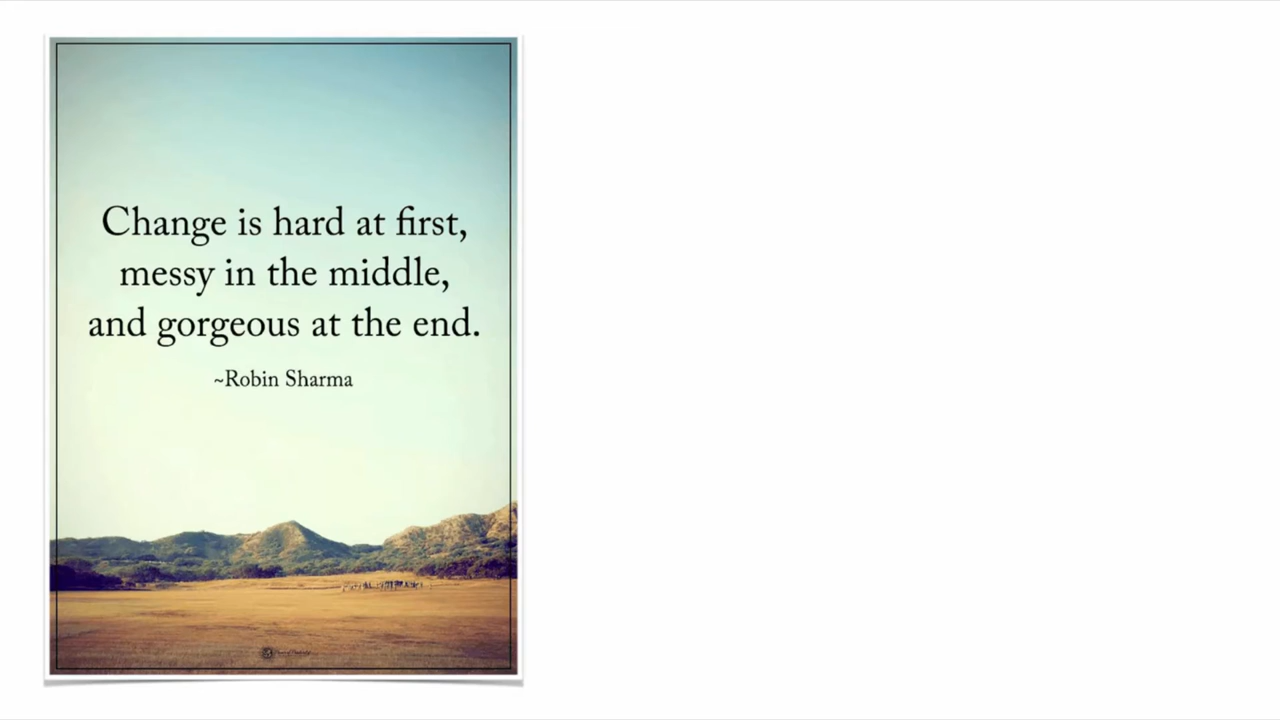 Change is hard at first,
messy in the middle,
and gorgeous at the end.
~Robin Sharma